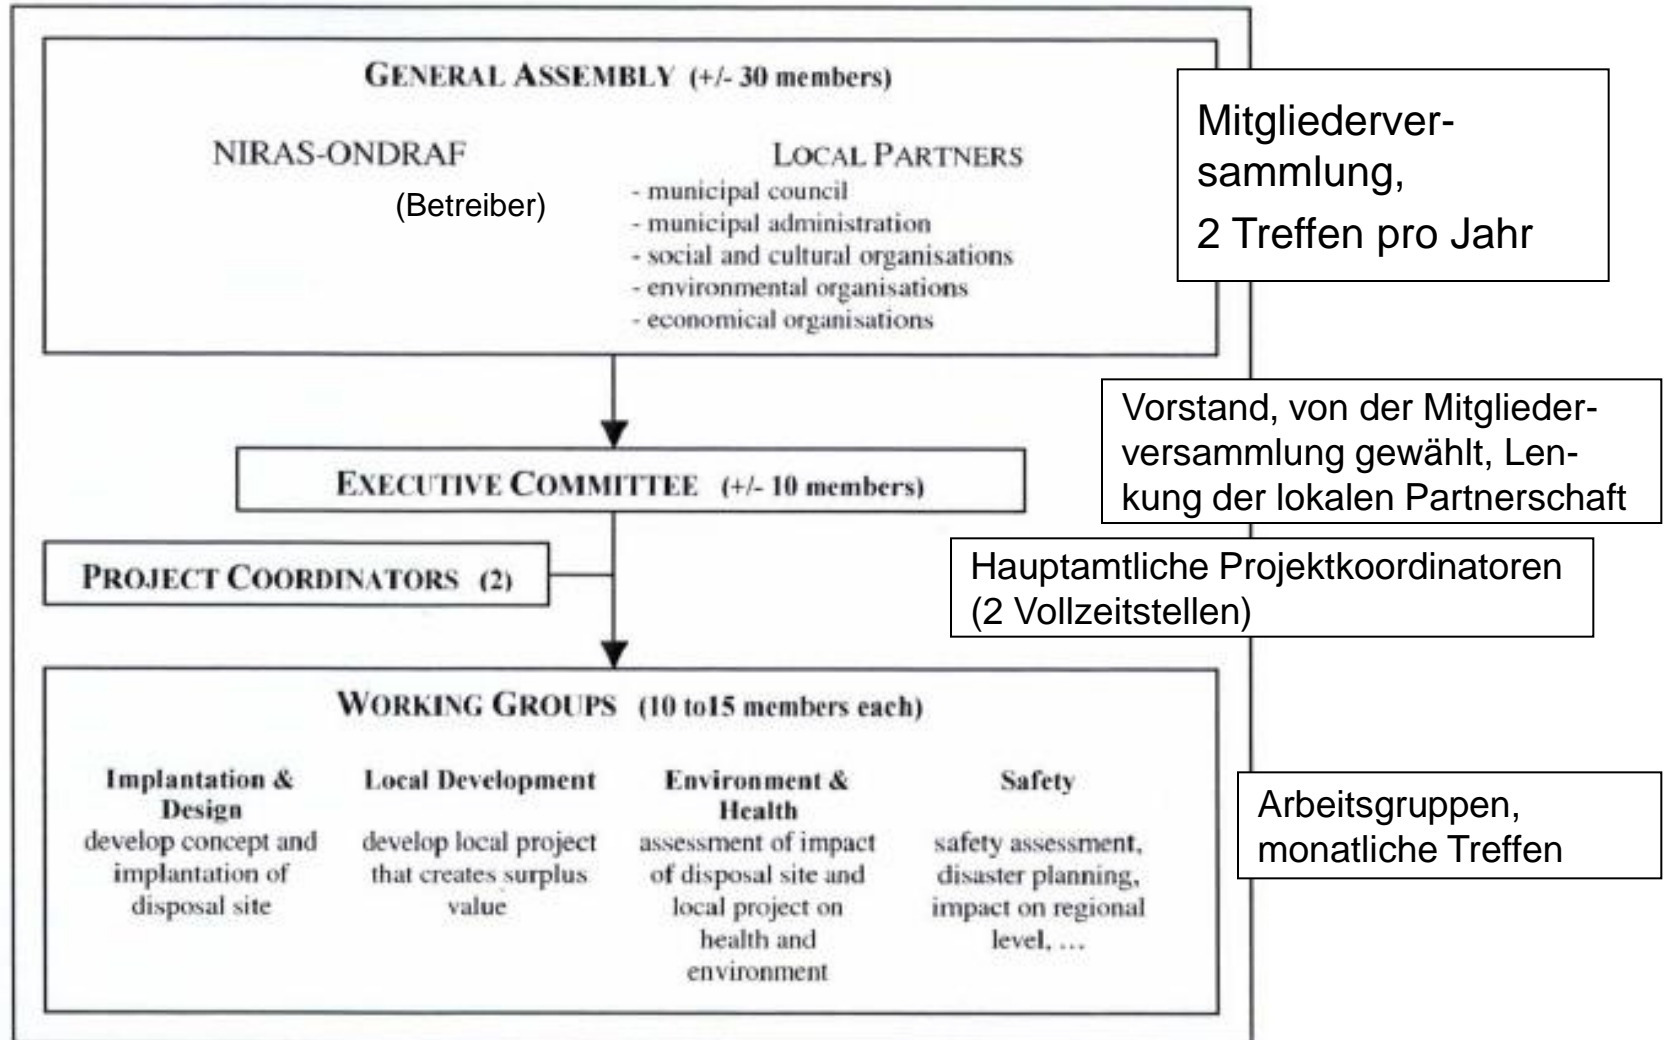 GENERAL ASSEMBLY (+/- 30 members)
NIRAS-ONDRAF
(Betreiber)
LOCAL PARTNERS
- municipal council
- municipal administration
- social and cultural organisations
- environmental organisations
- economical organisations
Mitgliederver-
sammlung,
2 Treffen pro Jahr
EXECUTIVE COMMITTEE (+/- 10 members)
Vorstand, von der Mitglieder-
versammlung gewählt, Len-
kung der lokalen Partnerschaft
PROJECT COORDINATORS (2)
Hauptamtliche Projektkoordinatoren
(2 Vollzeitstellen)
WORKING GROUPS (10 to15 members each)
Implantation &
Design
develop concept and
implantation of
disposal site
Local Development
develop local project
that creates surplus
value
Environment &
Health
assessment of impact
of disposal site and
local project on
health and
environment
Safety
safety assessment,
disaster planning,
impact on regional
level, ...
Arbeitsgruppen,
monatliche Treffen